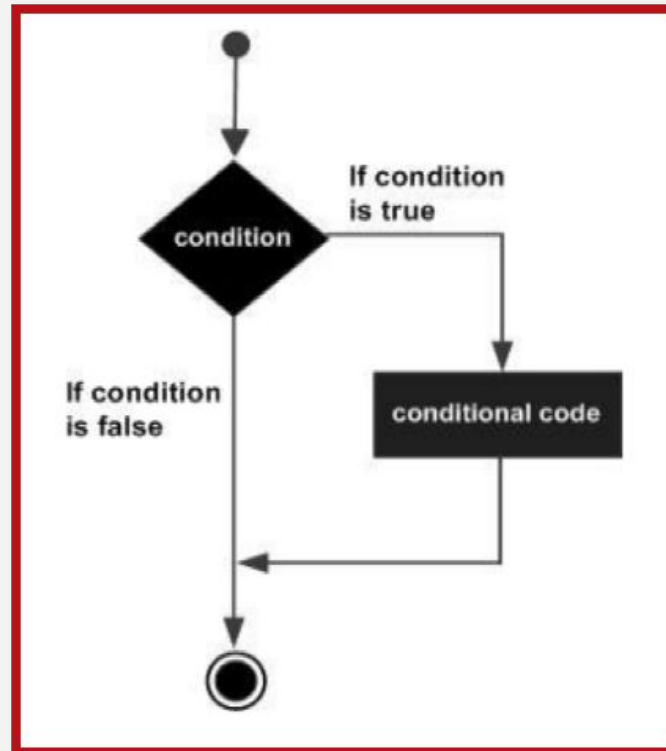 If condition
is true
condition
If condition
is false
conditional code